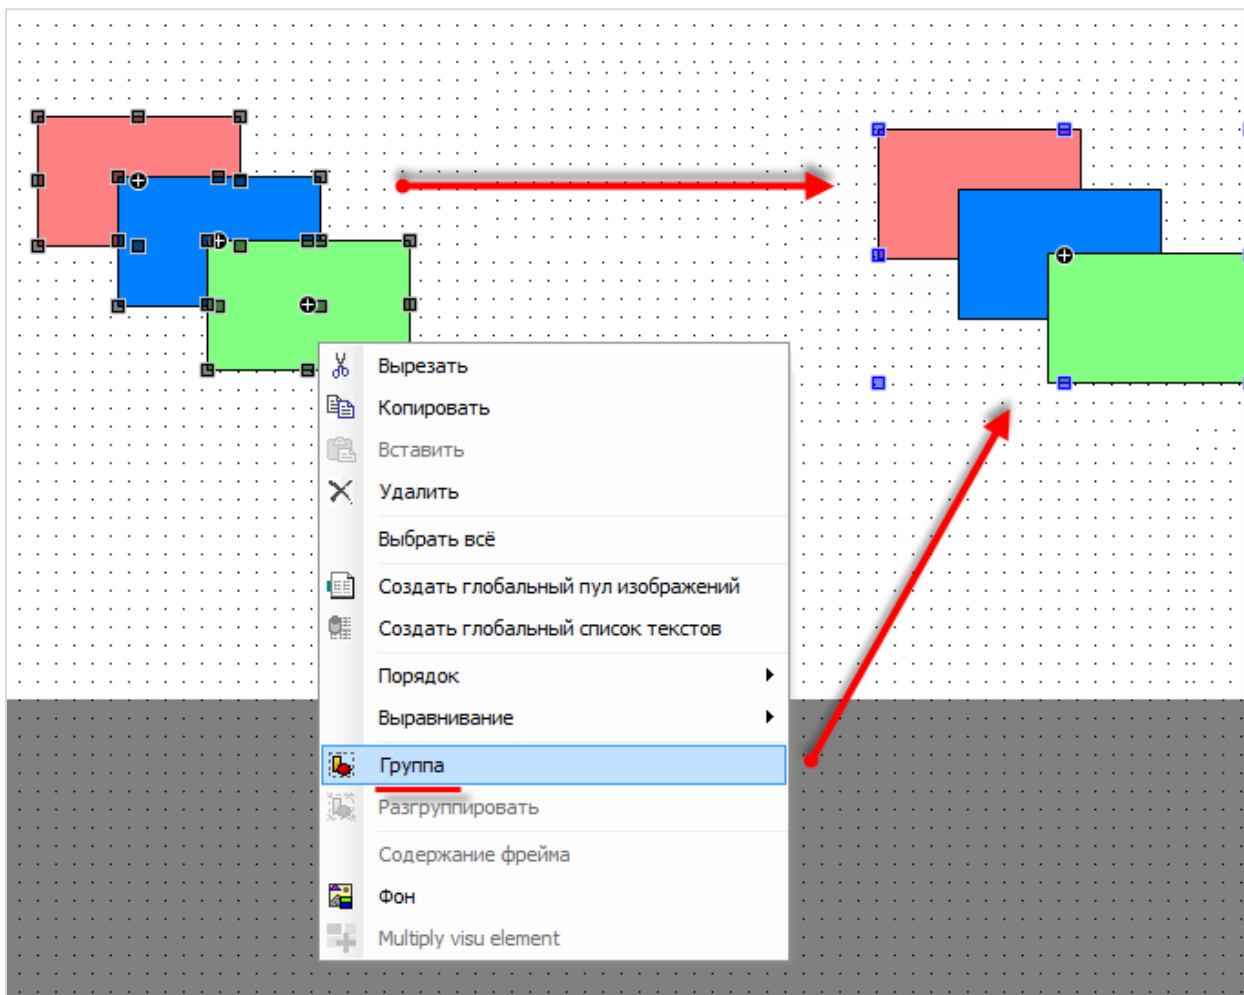 Вырезать
Копировать
Вставить
Удалить
Выбрать всё
Создать глобальный пул изображений
Создать глобальный список текстов
Порядок
Выравнивание
Группа
Разгруппировать
Содержание фрейма
Фон
Multiply visu element